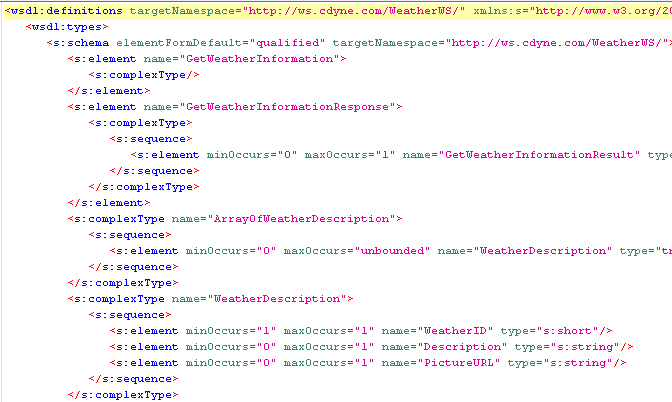 <wsdl:definitions targetNamespace="http://ws.cdyne.com/WeatherWS/" xmlns:s="http://www.w3.org/20
<wsdl:types>
<s:schema elementFormDefault="qualified" targetNamespace="http://ws.cdyne.com/WeatherWS/">
<s:element name="GetWeatherInformation">
<s:complexType/>
</s:element>
<s:element name="GetWeatherInformationResponse">
<s:complexType>
<s:sequence>
<s:element minOccurs="0" maxOccurs="1" name="GetWeatherInformationResult" type
</s:sequence>
</s:complexType>
</s:element>
<s:complexType name="ArrayOfWeatherDescription">
<s:sequence>
<s:element minOccurs="0" maxOccurs="unbounded" name="WeatherDescription" type="tn
</s:sequence>
</s:complexType>
<s:complexType name="WeatherDescription">
<s:sequence>
<s:element minOccurs="1" maxOccurs="1" name="WeatherID" type="s:short"/>
<s:element minOccurs="0" maxOccurs="1" name="Description" type="s:string"/>
<s:element minOccurs="0" maxOccurs="1" name="PictureURL" type="s:string"/>
</s:sequence>
</s:complexType>